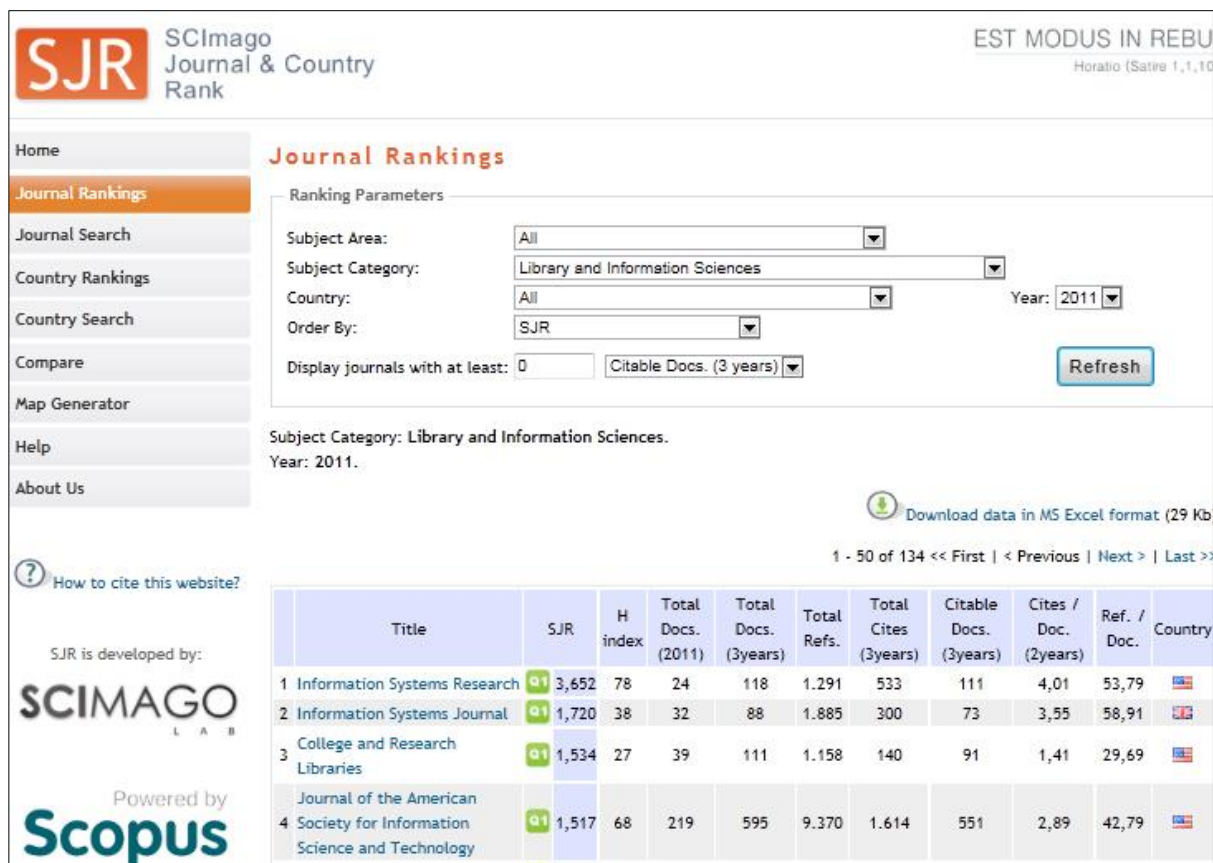 SJR
SCImago
Journal & Country
Rank
EST MODUS IN REBU
Horatio (Satire 1,1,10
Home
Journal Rankings
Journal Search
Country Rankings
Country Search
Compare
Map Generator
Help
About Us
How to cite this website?
SJR is developed by:
SCIMAGO
LAB
Powered by
Scopus
Journal Rankings
Ranking Parameters
Subject Area: All
Subject Category: Library and Information Sciences
Country: All Year: 2011
Order By: SJR
Display journals with at least: 0 Citable Docs. (3 years)
Refresh
Subject Category: Library and Information Sciences.
Year: 2011.
Download data in MS Excel format (29 Kb
1 - 50 of 134 << First | < Previous | Next > | Last >>
Title SJR H index Total Docs. (2011) Total Docs. (3years) Total Refs. Total Cites (3years) Citable Docs. (3years) Cites / Doc. (2years) Ref. / Doc. Country
1 Information Systems Research Q1 3,652 78 24 118 1.291 533 111 4,01 53,79
2 Information Systems Journal Q1 1,720 38 32 88 1.885 300 73 3,55 58,91
3 College and Research Libraries Q1 1,534 27 39 111 1.158 140 91 1,41 29,69
4 Journal of the American Society for Information Science and Technology Q1 1,517 68 219 595 9.370 1.614 551 2,89 42,79